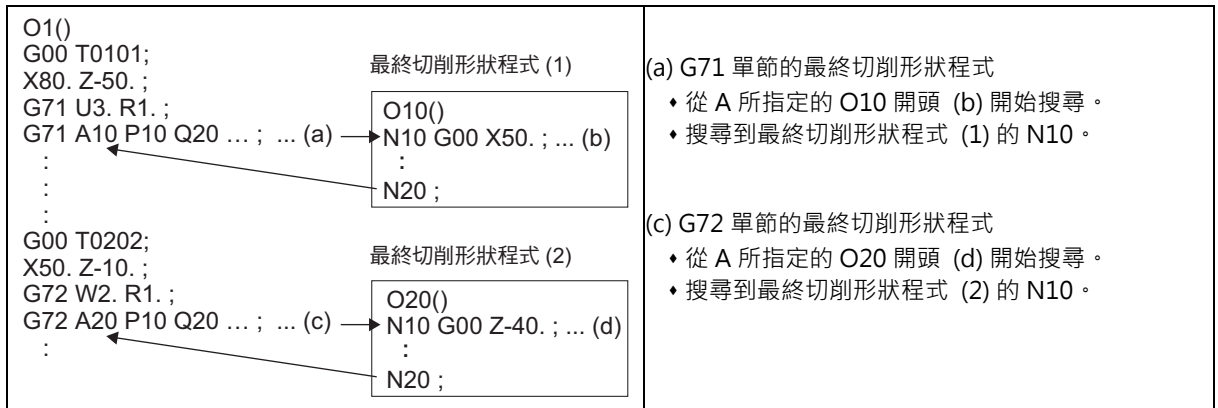 O1()
G00 T0101;
X80. Z-50. ;
G71 U3. R1. ;
G71 A10 P10 Q20 … ; ... (a)
:
:
:
G00 T0202;
X50. Z-10. ;
G72 W2. R1. ;
G72 A20 P10 Q20 … ; ... (c)
:
最終切削形狀程式 (1)
O10()
N10 G00 X50. ; ... (b)
:
N20 ;
最終切削形狀程式 (2)
O20()
N10 G00 Z-40. ; ... (d)
:
N20 ;
(a) G71 單節的最終切削形狀程式
♦ 從 A 所指定的 O10 開頭 (b) 開始搜尋。
♦ 搜尋到最終切削形狀程式 (1) 的 N10。
(c) G72 單節的最終切削形狀程式
♦ 從 A 所指定的 O20 開頭 (d) 開始搜尋。
♦ 搜尋到最終切削形狀程式 (2) 的 N10。